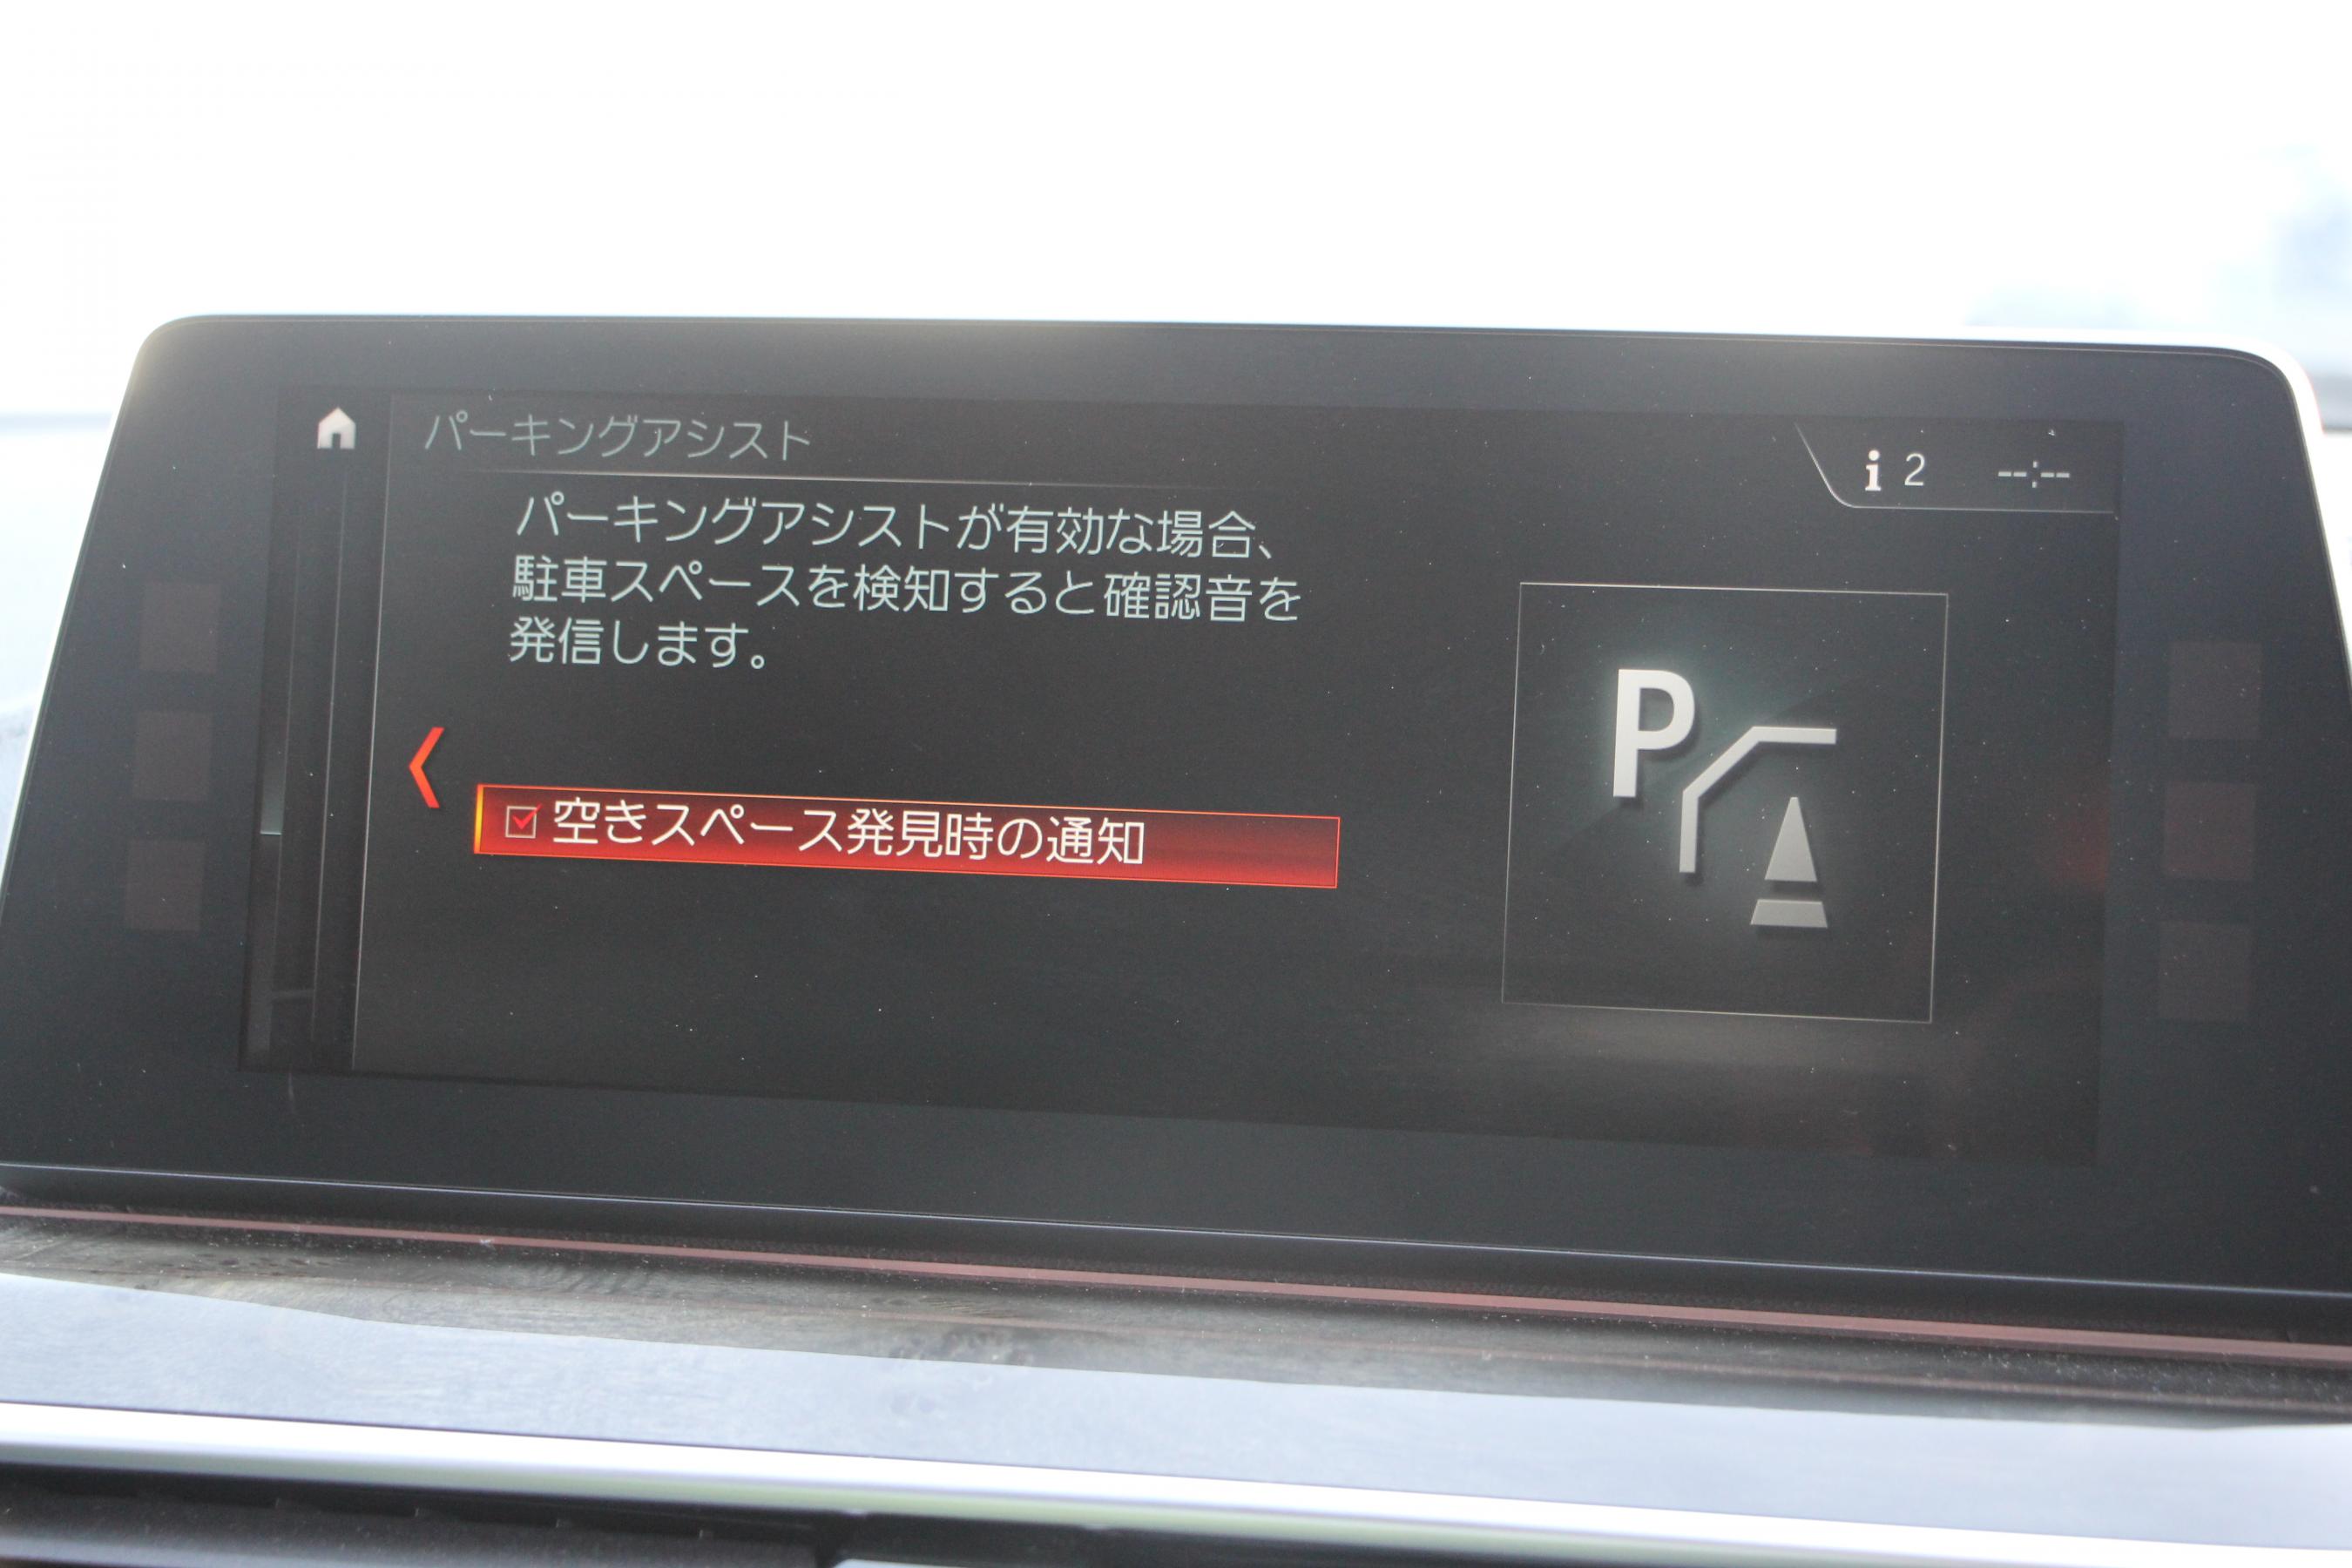 パーキングアシスト
i 2 --:--
パーキングアシストが有効な場合、
駐車スペースを検知すると確認音を
発信します。
空きスペース発見時の通知
P